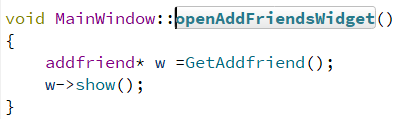 void MainWindow::openAddFriendsWidget()
{
addfriend* w =GetAddfriend();
w->show();
}